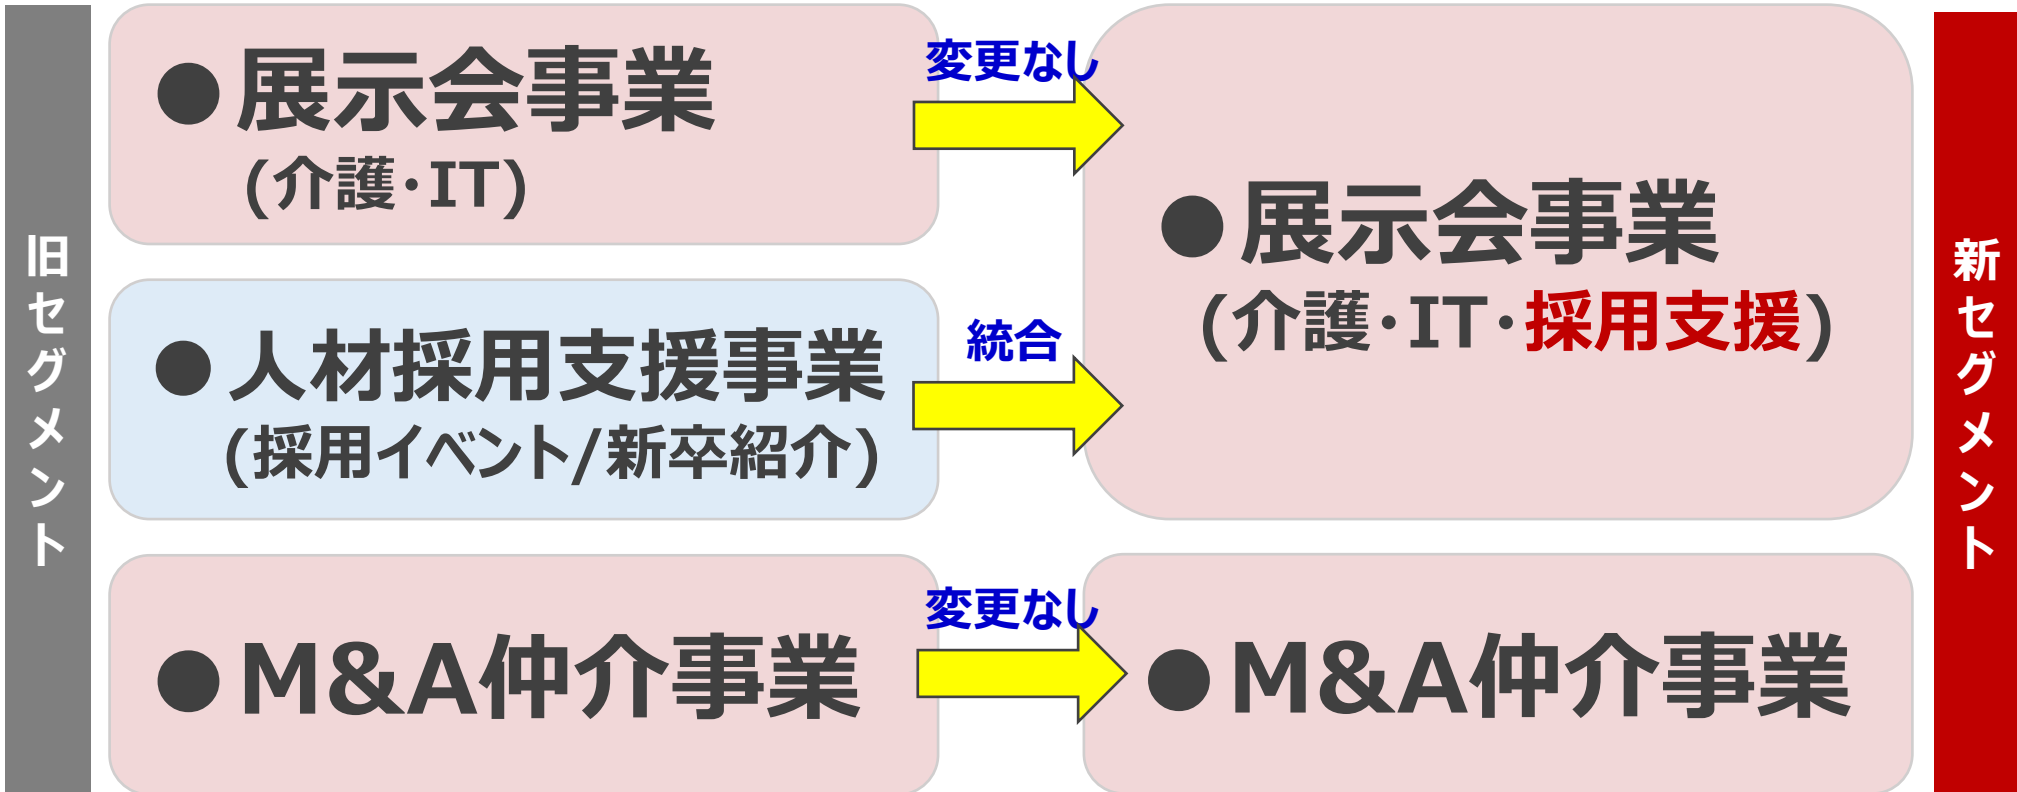 旧セグメント
●展示会事業
(介護・IT)
変更なし
●人材採用支援事業
(採用イベント/新卒紹介)
統合
●展示会事業
(介護・IT・採用支援)
●M&A仲介事業
変更なし
●M&A仲介事業
新セグメント